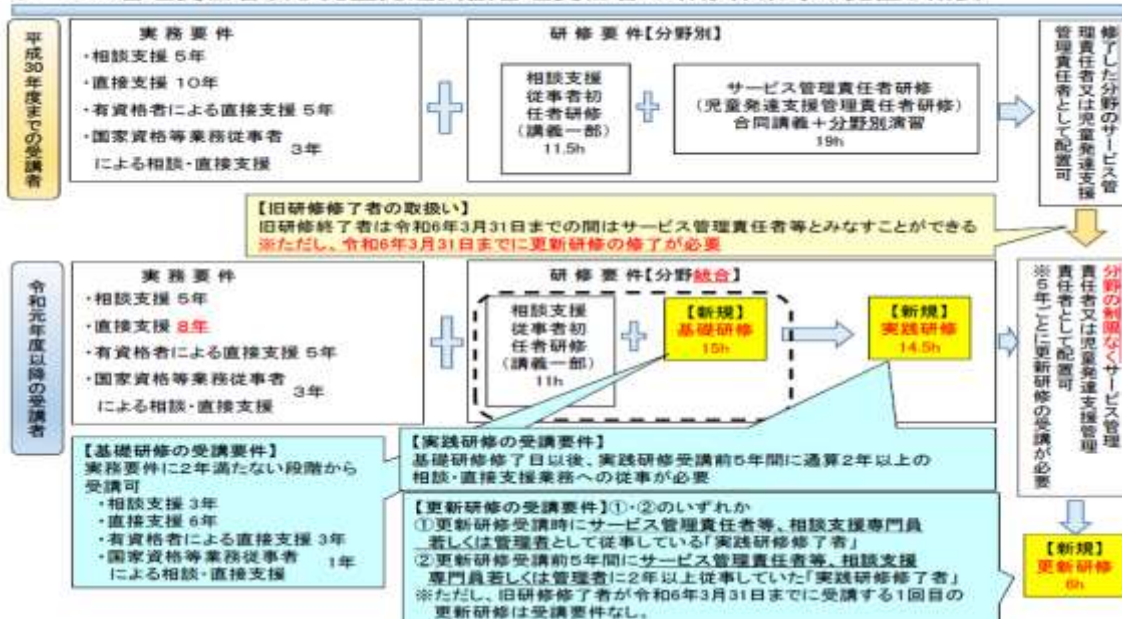 平成30年度までの受講者
実務要件
・相談支援 5年
・直接支援 10年
・有資格者による直接支援 5年
・国家資格等業務従事者
による相談・直接支援
3年
研修要件【分野別】
相談支援
従事者初
任者研修
(講義一部)
11.5h
サービス管理責任者研修
(児童発達支援管理責任者研修)
合同講義+分野別演習
19h
修了した分野のサービス管
理責任者又は児童発達支援
管理責任者として配置可
【旧研修修了者の取扱い】
旧研修終了者は令和6年3月31日までの間はサービス管理責任者等とみなすことができる
※ただし、令和6年3月31日までに更新研修の修了が必要
令和元年度以降の受講者
実務要件
・相談支援 5年
・直接支援 8年
・有資格者による直接支援 5年
・国家資格等業務従事者
による相談・直接支援
3年
研修要件【分野統合】
相談支援
従事者初
任者研修
(講義一部)
11h
【新規】
基礎研修
15h
【新規】
実践研修
14.5h
分野の制限なくサービス管理
責任者又は児童発達支援管理
責任者として配置可
※5年ごとに更新研修の受講が必要
【基礎研修の受講要件】
実務要件に2年満たない段階から
受講可
・相談支援 3年
・直接支援 6年
・有資格者による直接支援 3年
・国家資格等業務従事者
による相談・直接支援
1年
【実践研修の受講要件】
基礎研修修了日以後、実践研修受講前5年間に通算2年以上の
相談・直接支援業務への従事が必要
【更新研修の受講要件】①・②のいずれか
①更新研修受講時にサービス管理責任者等、相談支援専門員
若しくは管理者として従事している「実践研修修了者」
②更新研修受講前5年間にサービス管理責任者等、相談支援
専門員若しくは管理者に2年以上従事していた「実践研修修了者」
※ただし、旧研修修了者が令和6年3月31日までに受講する1回目の
更新研修は受講要件なし。
【新規】
更新研修
6h